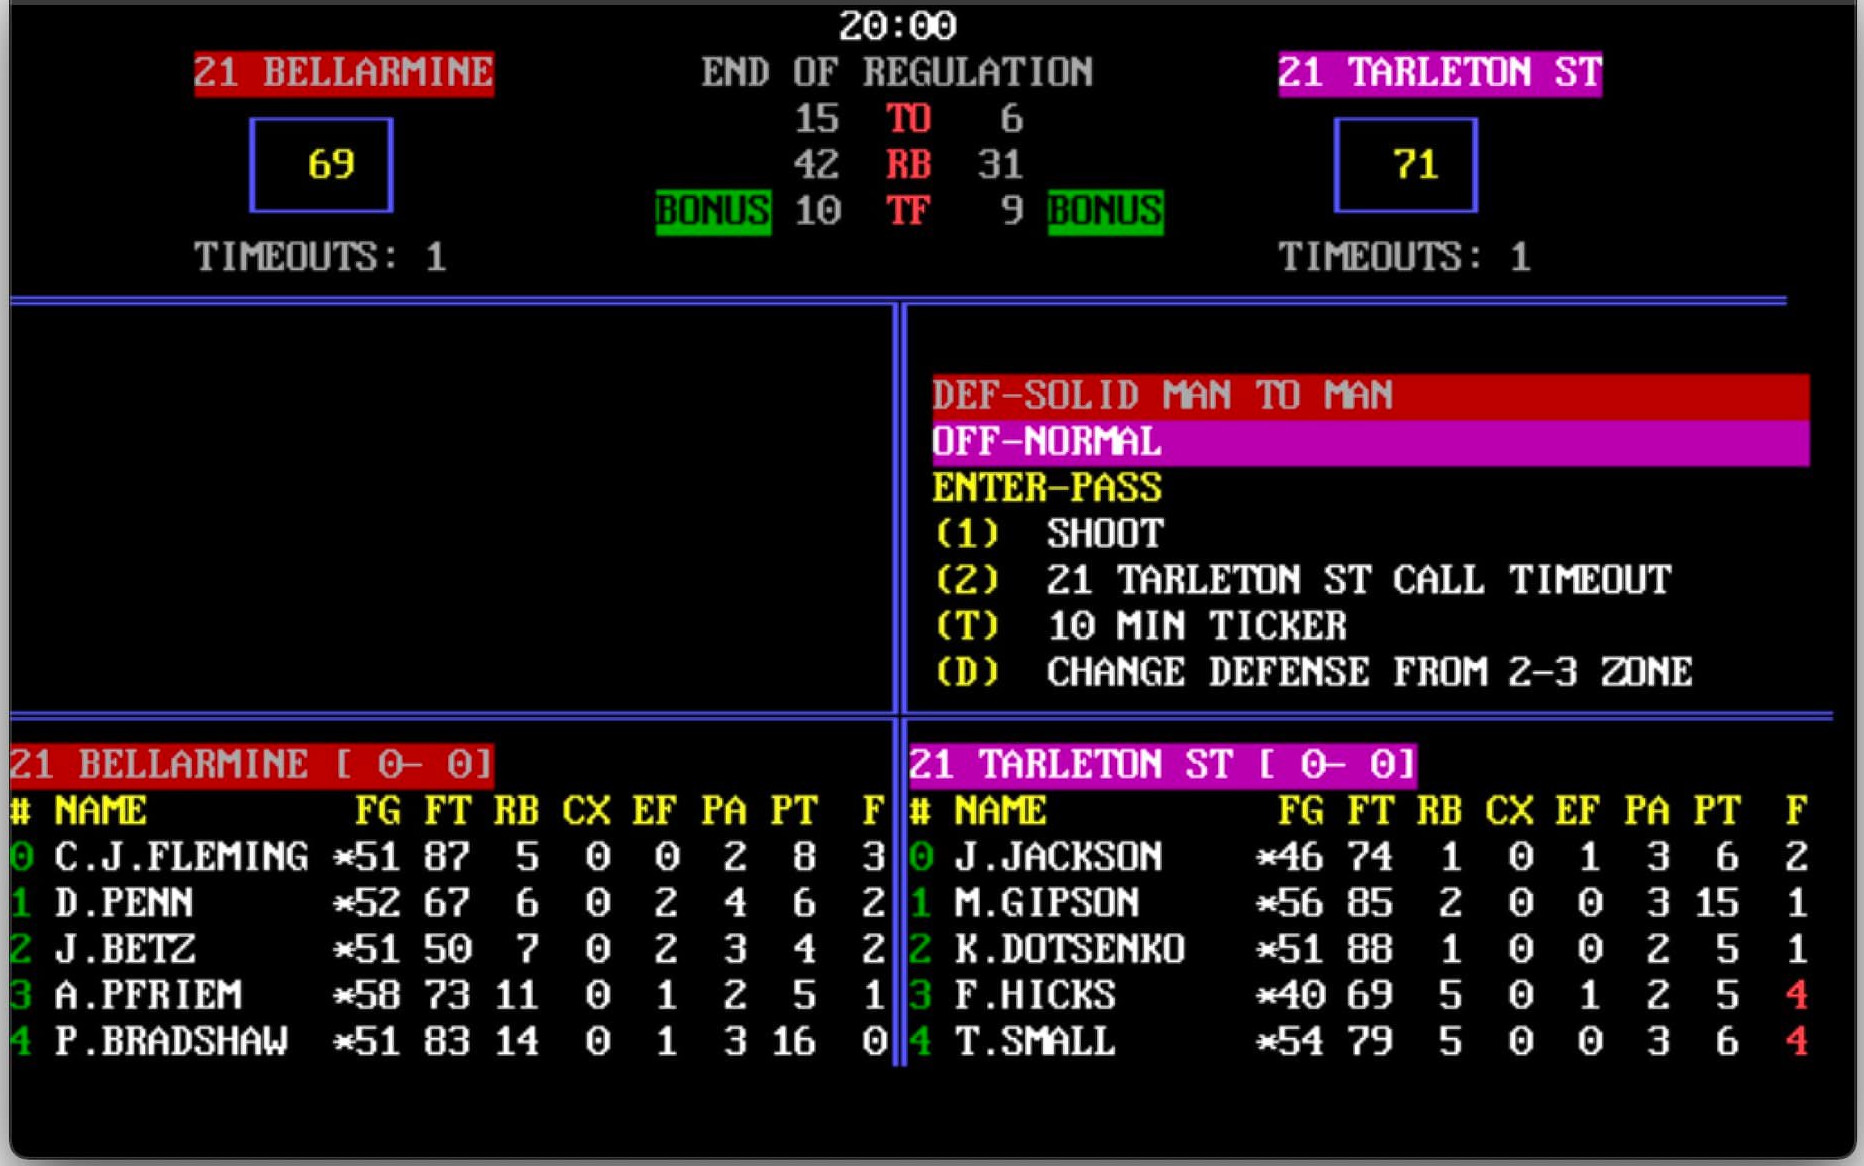 20:00
21 BELLARMINE END OF REGULATION 21 TARLETON ST
15 TO 6
69 42 RB 31 71
BONUS 10 TF 9 BONUS
TIMEOUTS: 1 TIMEOUTS: 1
DEF-SOLID MAN TO MAN
OFF-NORMAL
ENTER-PASS
(1) SHOOT
(2) 21 TARLETON ST CALL TIMEOUT
(T) 10 MIN TICKER
(D) CHANGE DEFENSE FROM 2-3 ZONE
21 BELLARMINE [ 0- 0]
# NAME FG FT RB CX EF PA PT F
0 C.J.FLEMING *51 87 5 0 0 2 8 3
1 D.PENN *52 67 6 0 2 4 6 2
2 J.BETZ *51 50 7 0 2 3 4 2
3 A.PFRIEM *58 73 11 0 1 2 5 1
4 P.BRADSHAW *51 83 14 0 1 3 16 0
21 TARLETON ST [ 0- 0]
# NAME FG FT RB CX EF PA PT F
0 J.JACKSON *46 74 1 0 1 3 6 2
1 M.GIPSON *56 85 2 0 0 3 15 1
2 K.DOTSENKO *51 88 1 0 0 2 5 1
3 F.HICKS *40 69 5 0 1 2 5 4
4 T.SMALL *54 79 5 0 0 3 6 4